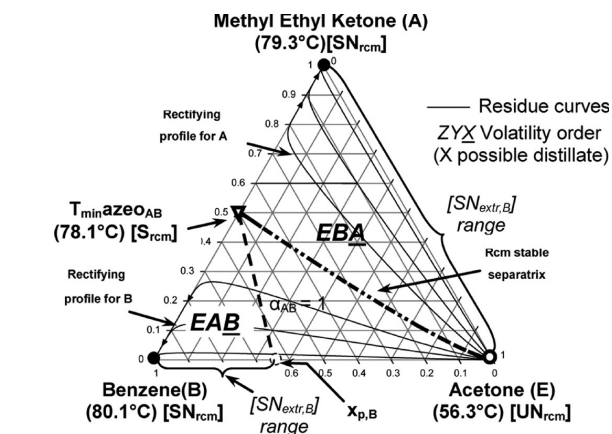 Methyl Ethyl Ketone (A)
(79.3°C)[SNrcm]
1 0
0.9
0.8
0.7
0.6
Rectifying
profile for A
Residue curves
ZYX Volatility order
(X possible distillate)
TminazeoAB
(78.1°C) [Srcm]
0.5
1.4
0.3
0.2
0.1
0
EBA
[SNextr,B]
range
Rcm stable
separatrix
Rectifying
profile for B
αAB = 1
EAB
1
0.6 0.5 0.4 0.3 0.2 0.1 0
1
Benzene(B)
(80.1°C) [SNrcm]
[SNextr,B]
range
xp,B
Acetone (E)
(56.3°C) [UNrcm]